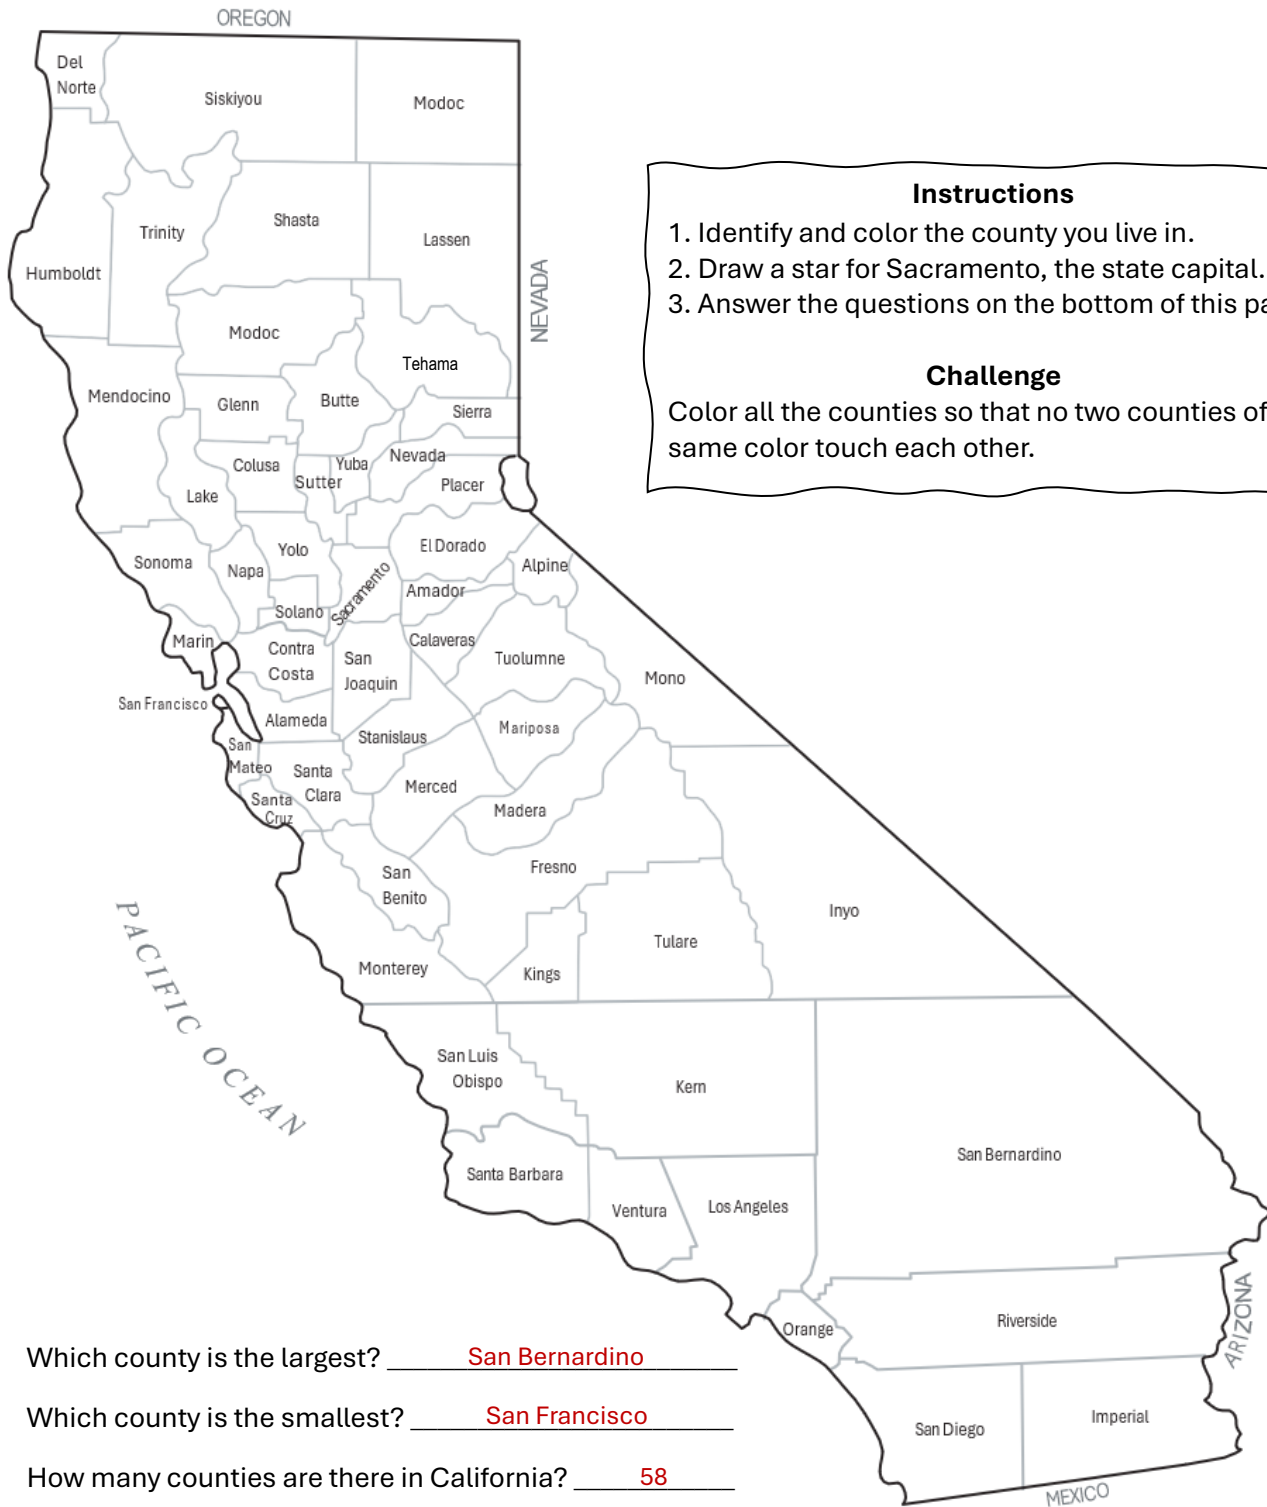 OREGON
Del
Norte
Siskiyou
Modoc
Trinity
Shasta
Lassen
Humboldt
NEVADA
Modoc
Tehama
Mendocino
Glenn
Butte
Sierra
Colusa
Sutter
Yuba
Nevada
Placer
Lake
Sonoma
Napa
Yolo
El Dorado
Alpine
Solano
Sacramento
Amador
Marin
Contra
Costa
San
Joaquin
Calaveras
Tuolumne
Mono
San Francisco
Alameda
Stanislaus
Mariposa
San
Mateo
Santa
Clara
Santa
Cruz
Merced
Madera
San
Benito
Fresno
Inyo
Tulare
Kings
Monterey
PACIFIC OCEAN
San Luis
Obispo
Kern
San Bernardino
Santa Barbara
Ventura
Los Angeles
Orange
Riverside
ARIZONA
San Diego
Imperial
MEXICO
Instructions
1. Identify and color the county you live in.
2. Draw a star for Sacramento, the state capital.
3. Answer the questions on the bottom of this pa
Challenge
Color all the counties so that no two counties of
same color touch each other.
Which county is the largest? San Bernardino
Which county is the smallest? San Francisco
How many counties are there in California? 58